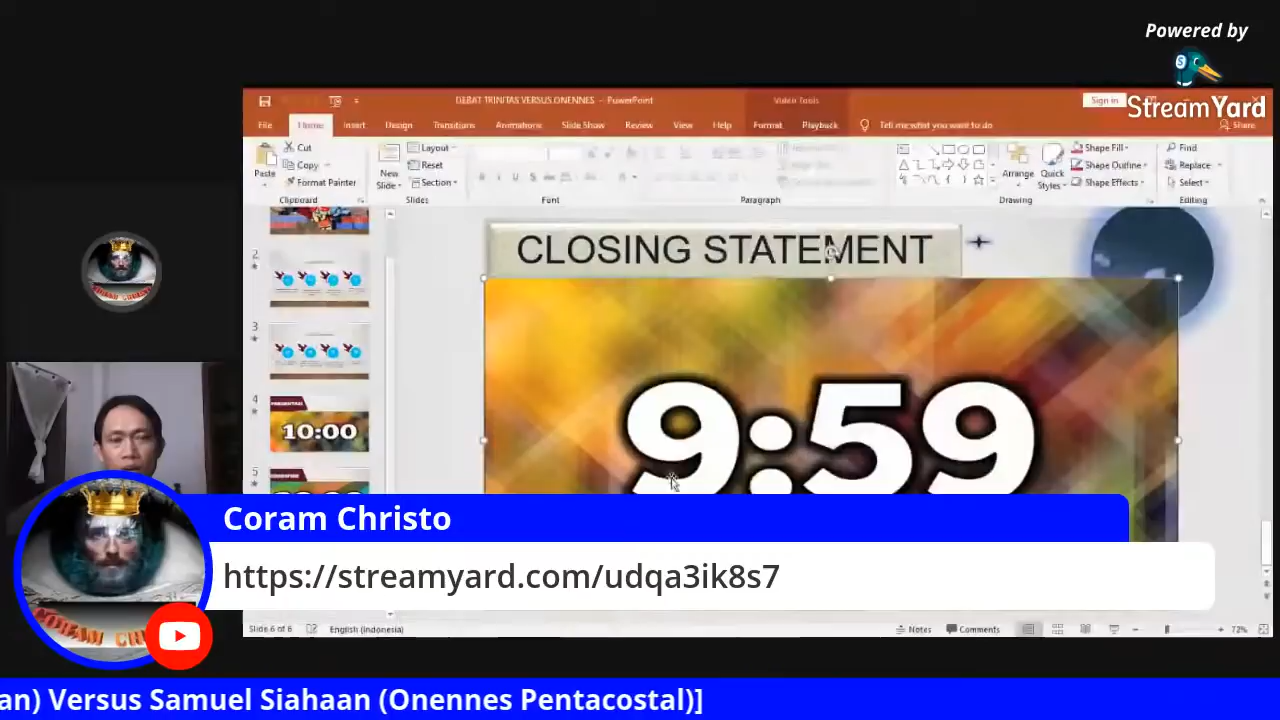 Powered by
StreamYard
DEBAT TRINITAS VERSUS ONENNES - PowerPoint
Video Tools
Sign in
File
Home
Insert
Design
Transitions
Animations
Slide Show
Review
View
Help
Format
Playback
Tell me what you want to do
Share
Paste
Cut
Copy
Format Painter
Clipboard
New
Slide
Layout
Reset
Section
Slides
Font
Paragraph
Arrange
Quick
Styles
Shape Fill
Shape Outline
Shape Effects
Drawing
Find
Replace
Select
Editing
2
3
4
10:00
5
CLOSING STATEMENT
9:59
Coram Christo
https://streamyard.com/udqa3ik8s7
Slide 6 of 6
English (Indonesia)
Notes
Comments
72%
an) Versus Samuel Siahaan (Onennes Pentacostal)]